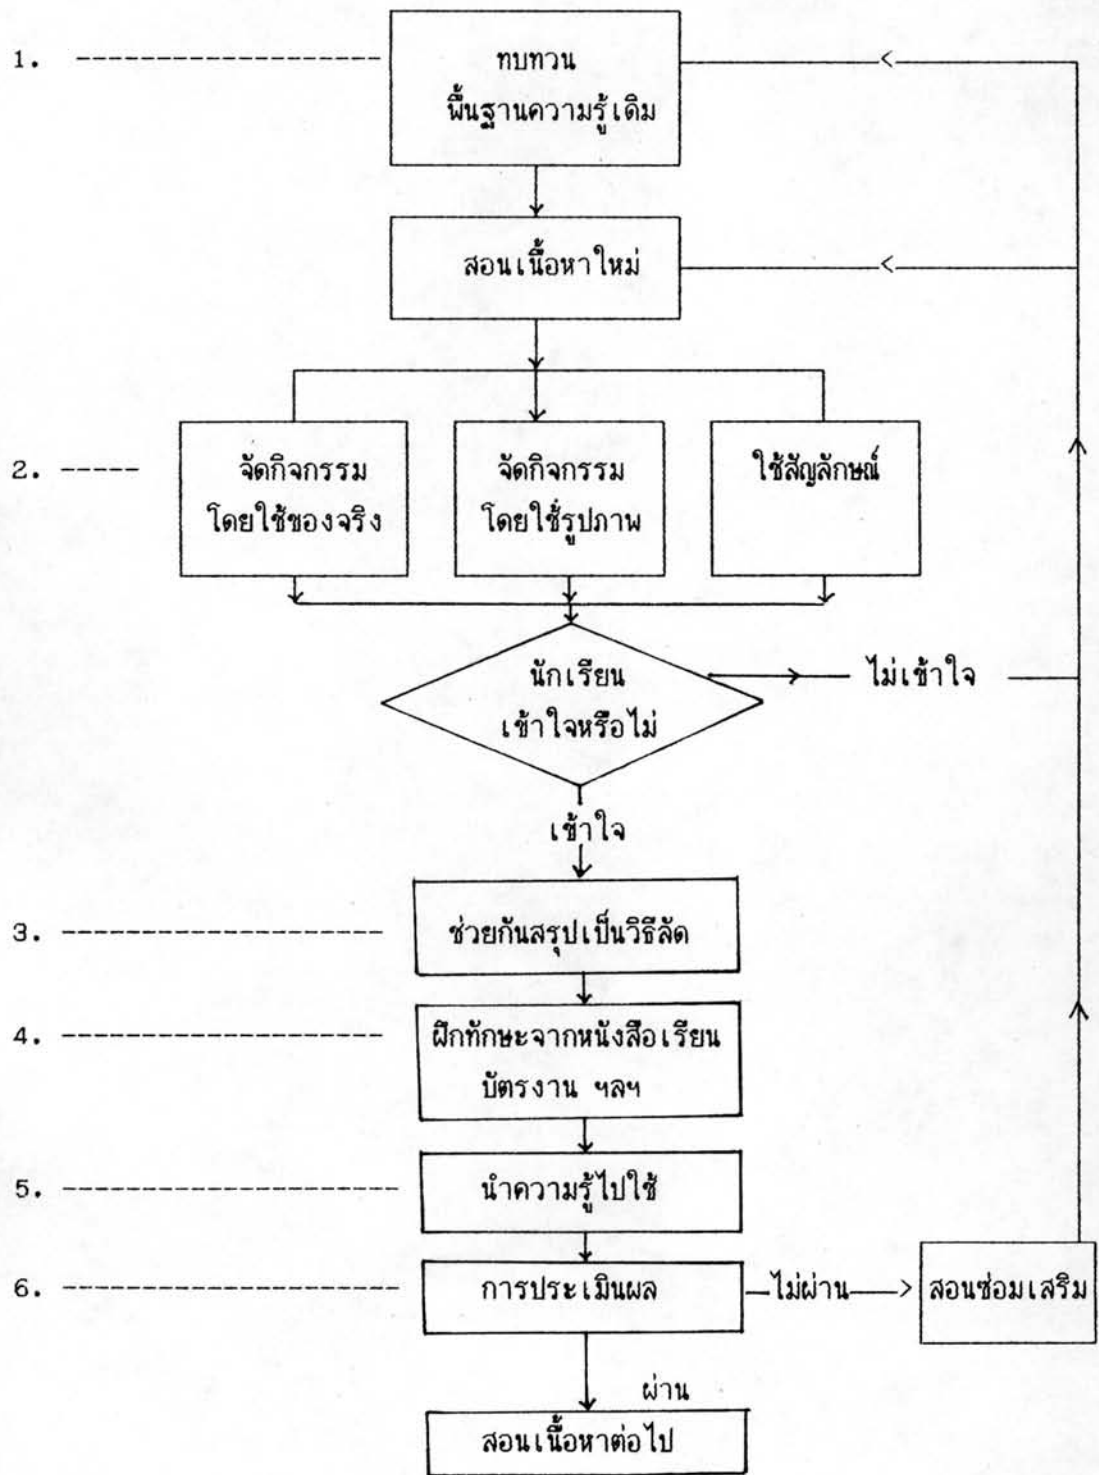 1. ทบทวน
พื้นฐานความรู้เดิม
สอนเนื้อหาใหม่
2. จัดกิจกรรม
โดยใช้ของจริง
จัดกิจกรรม
โดยใช้รูปภาพ
ใช้สัญลักษณ์
นักเรียน
เข้าใจหรือไม่
ไม่เข้าใจ
เข้าใจ
3. ช่วยกันสรุปเป็นวิธีลัด
4. ฝึกทักษะจากหนังสือเรียน
บัตรงาน ฯลฯ
5. นำความรู้ไปใช้
6. การประเมินผล ไม่ผ่าน สอนซ่อมเสริม
ผ่าน
สอนเนื้อหาต่อไป